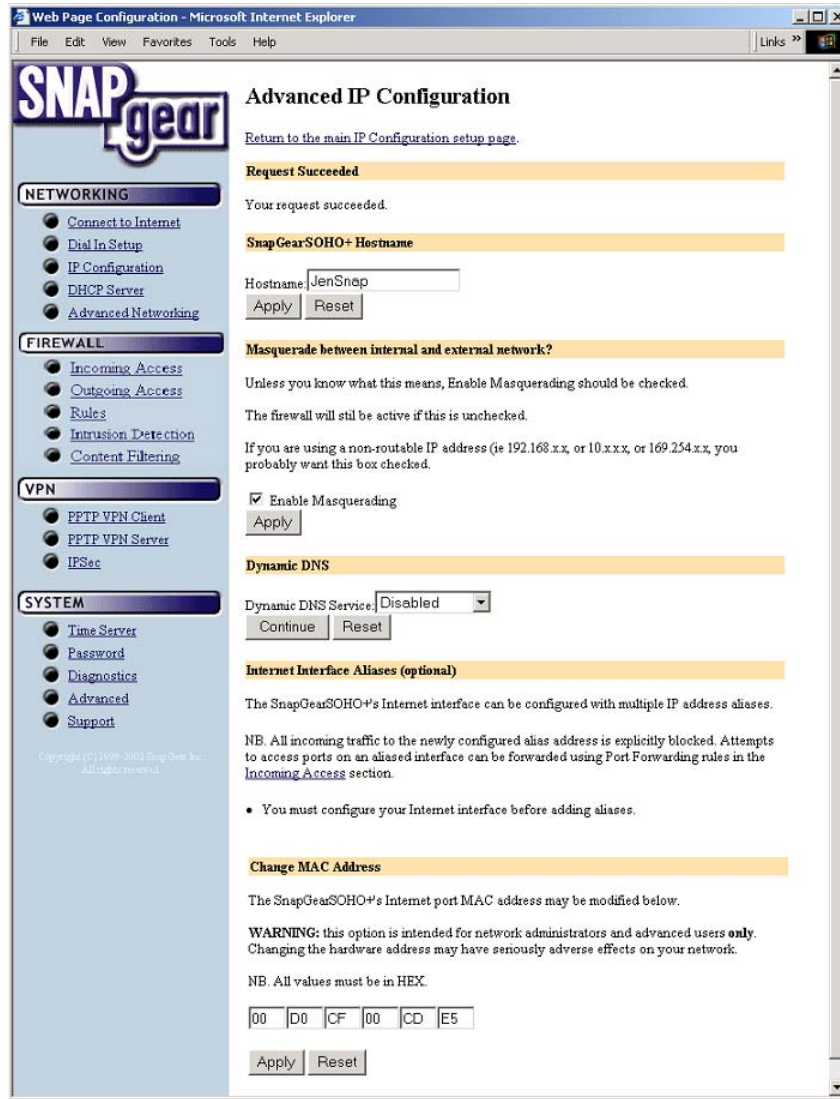 Web Page Configuration - Microsoft Internet Explorer
File Edit View Favorites Tools Help
Links »
SNAP
gear
NETWORKING
Connect to Internet
Dial In Setup
IP Configuration
DHCP Server
Advanced Networking
FIREWALL
Incoming Access
Outgoing Access
Rules
Intrusion Detection
Content Filtering
VPN
PPTP VPN Client
PPTP VPN Server
IPSec
SYSTEM
Time Server
Password
Diagnostics
Advanced
Support
Copyright (C) 1999-2002 SnapGear Inc.
All rights reserved.
Advanced IP Configuration
Return to the main IP Configuration setup page.
Request Succeeded
Your request succeeded.
SnapGearSOHO+ Hostname
Hostname: JenSnap
Apply Reset
Masquerade between internal and external network?
Unless you know what this means, Enable Masquerading should be checked.
The firewall will stil be active if this is unchecked.
If you are using a non-routable IP address (ie 192.168.x.x, or 10.x.x.x, or 169.254.x.x, you
probably want this box checked.
Enable Masquerading
Apply
Dynamic DNS
Dynamic DNS Service: Disabled
Continue Reset
Internet Interface Aliases (optional)
The SnapGearSOHO+'s Internet interface can be configured with multiple IP address aliases.
NB. All incoming traffic to the newly configured alias address is explicitly blocked. Attempts
to access ports on an aliased interface can be forwarded using Port Forwarding rules in the
Incoming Access section.
• You must configure your Internet interface before adding aliases.
Change MAC Address
The SnapGearSOHO+'s Internet port MAC address may be modified below.
WARNING: this option is intended for network administrators and advanced users only.
Changing the hardware address may have seriously adverse effects on your network.
NB. All values must be in HEX.
00 D0 CF 00 CD E5
Apply Reset